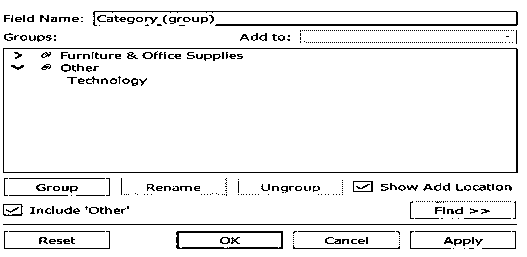 Field Name: Category (group)
Groups: Add to:
Furniture & Office Supplies
Other
Technology
Group Rename Ungroup Show Add Location
Include 'Other' Find >>
Reset OK Cancel Apply